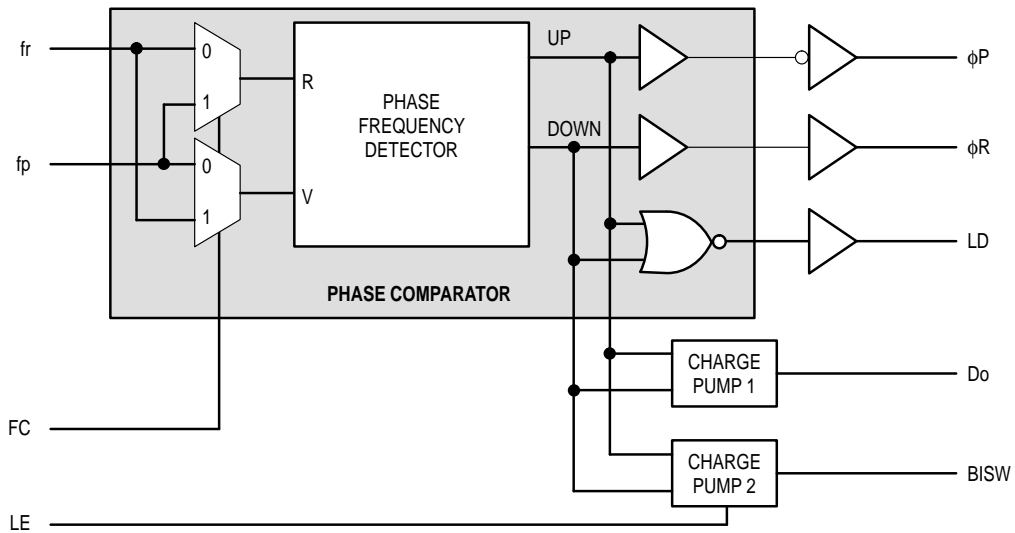 fr
0
1
fp
0
1
R
V
PHASE
FREQUENCY
DETECTOR
UP
DOWN
PHASE COMPARATOR
ϕP
ϕR
LD
CHARGE
PUMP 1
Do
FC
CHARGE
PUMP 2
BISW
LE